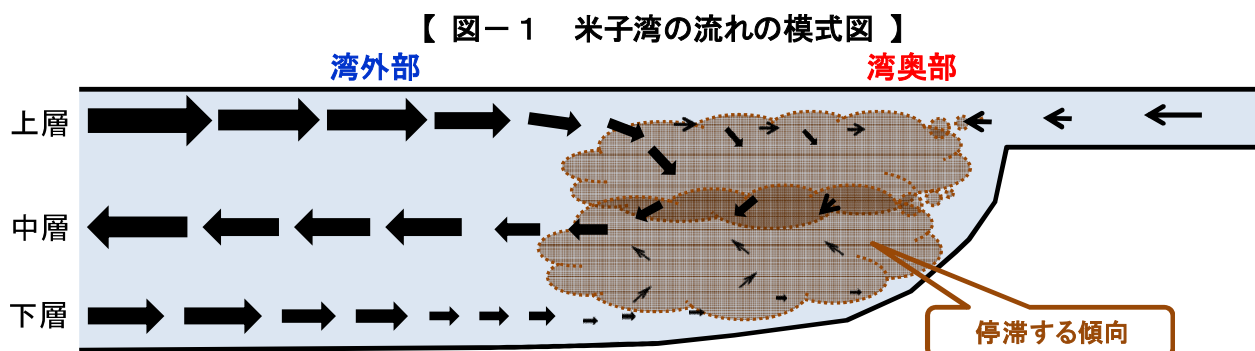 【 図－１ 米子湾の流れの模式図 】
湾外部 湾奥部
上層
中層
下層
停滞する傾向